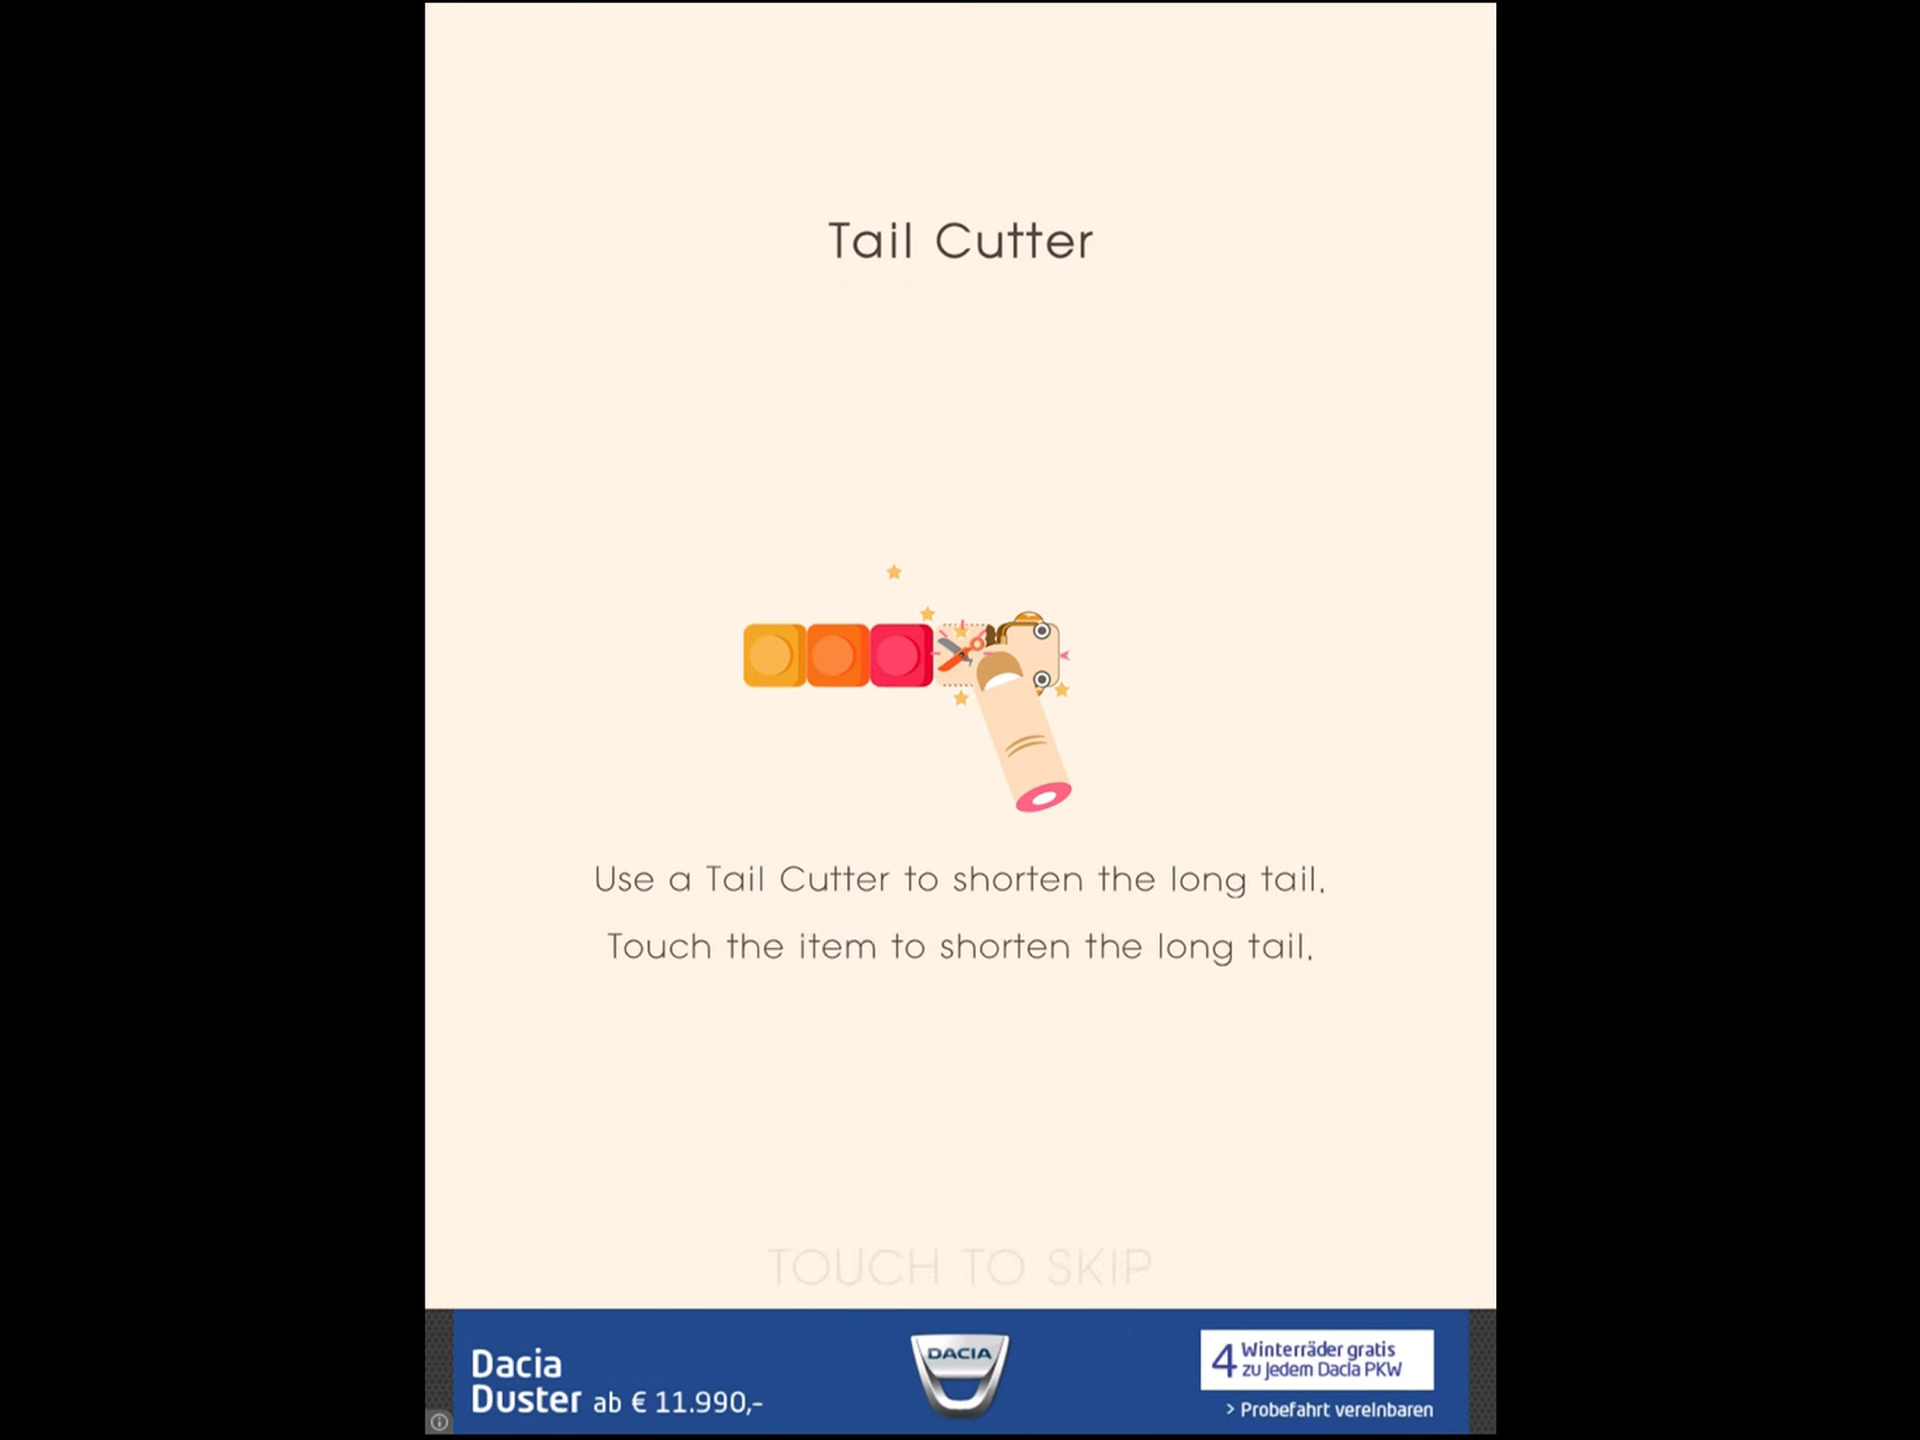 Tail Cutter
Use a Tail Cutter to shorten the long tail.
Touch the item to shorten the long tail.
TOUCH TO SKIP
Dacia
Duster ab € 11.990,-
DACIA
4 Winterräder gratis
zu jedem Dacia PKW
> Probefahrt vereinbaren